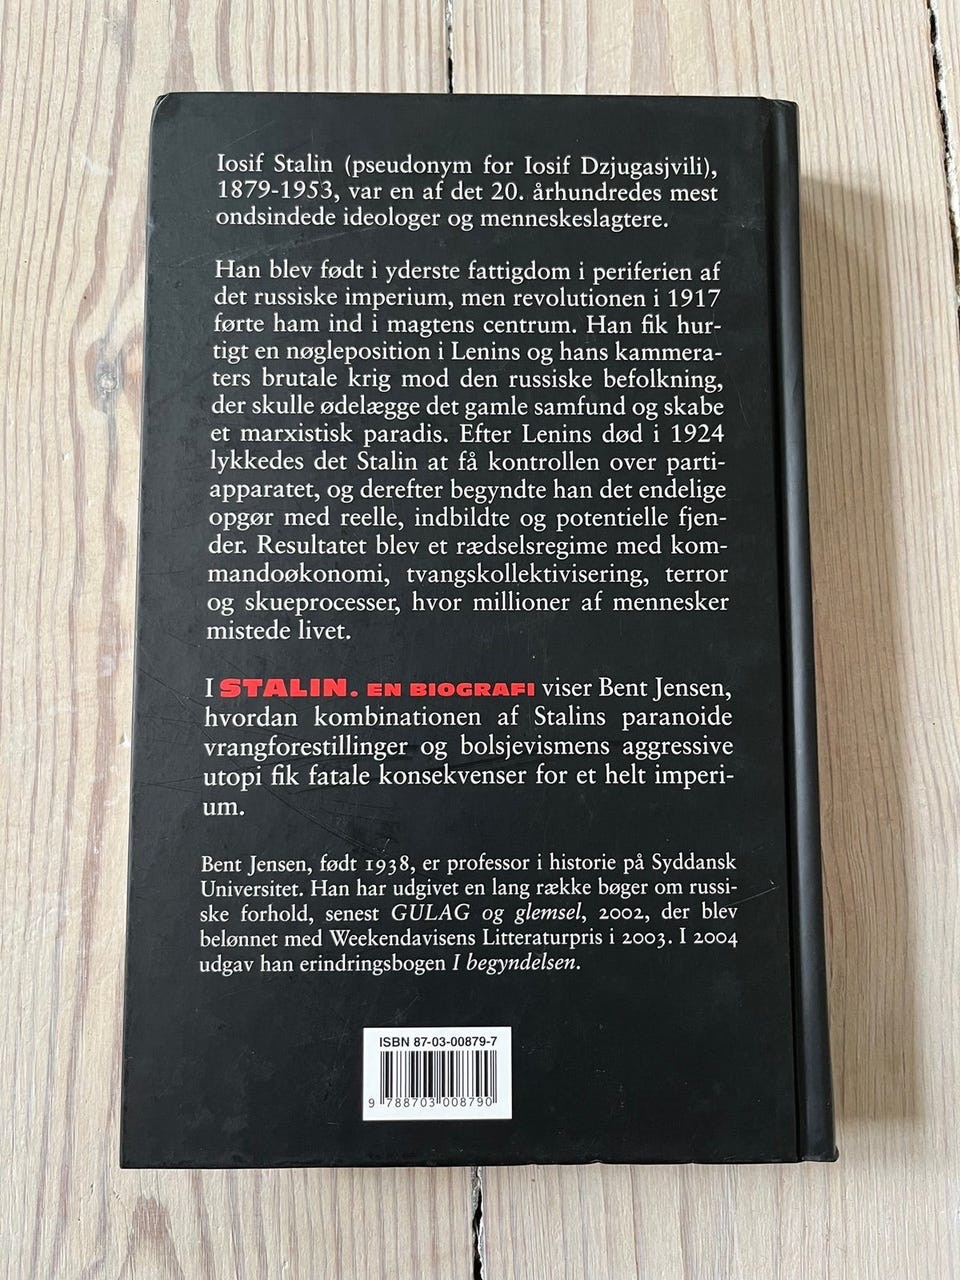 Iosif Stalin (pseudonym for Iosif Dzjugasjvili),
1879-1953, var en af det 20. århundredes mest
ondsindede ideologer og menneskeslagtere.
Han blev født i yderste fattigdom i periferien af
det russiske imperium, men revolutionen i 1917
førte ham ind i magtens centrum. Han fik hur-
tigt en nøgleposition i Lenins og hans kammera-
ters brutale krig mod den russiske befolkning,
der skulle ødelægge det gamle samfund og skabe
et marxistisk paradis. Efter Lenins død i 1924
lykkedes det Stalin at få kontrollen over parti-
apparatet, og derefter begyndte han det endelige
opgør med reelle, indbildte og potentielle fjen-
der. Resultatet blev et rædselsregime med kom-
mandoøkonomi, tvangskollektivisering, terror
og skueprocesser, hvor millioner af mennesker
mistede livet.
I STALIN. EN BIOGRAFI viser Bent Jensen,
hvordan kombinationen af Stalins paranoide
vrangforestillinger og bolsjevismens aggressive
utopi fik fatale konsekvenser for et helt imperi-
um.
Bent Jensen, født 1938, er professor i historie på Syddansk
Universitet. Han har udgivet en lang række bøger om russi-
ske forhold, senest GULAG og glemsel, 2002, der blev
belønnet med Weekendavisens Litteraturpris i 2003. I 2004
udgav han erindringsbogen I begyndelsen.
ISBN 87-03-00879-7
9 788703 008790